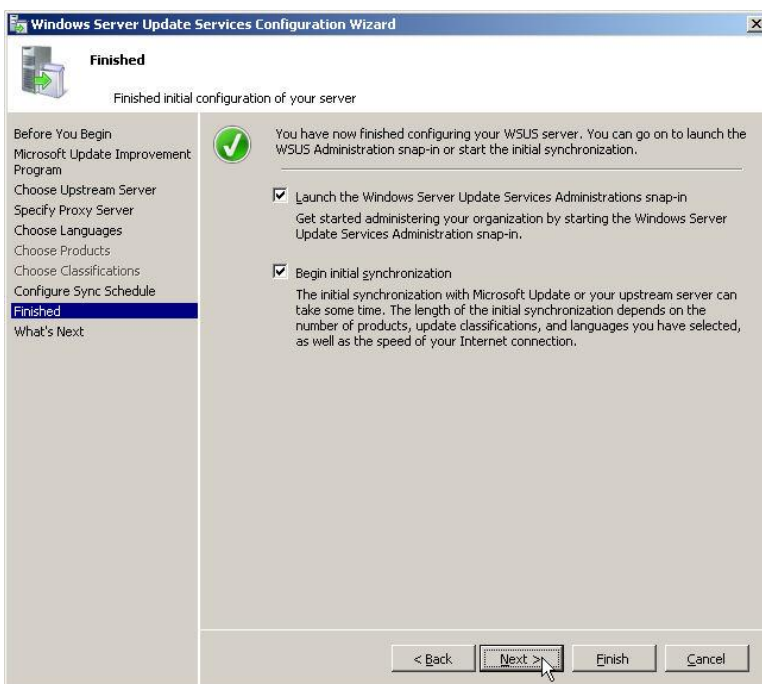 Windows Server Update Services Configuration Wizard
Finished
Finished initial configuration of your server
Before You Begin
Microsoft Update Improvement
Program
Choose Upstream Server
Specify Proxy Server
Choose Languages
Choose Products
Choose Classifications
Configure Sync Schedule
Finished
What's Next
You have now finished configuring your WSUS server. You can go on to launch the
WSUS Administration snap-in or start the initial synchronization.
Launch the Windows Server Update Services Administrations snap-in
Get started administering your organization by starting the Windows Server
Update Services Administration snap-in.
Begin initial synchronization
The initial synchronization with Microsoft Update or your upstream server can
take some time. The length of the initial synchronization depends on the
number of products, update classifications, and languages you have selected,
as well as the speed of your Internet connection.
< Back Next > Finish Cancel